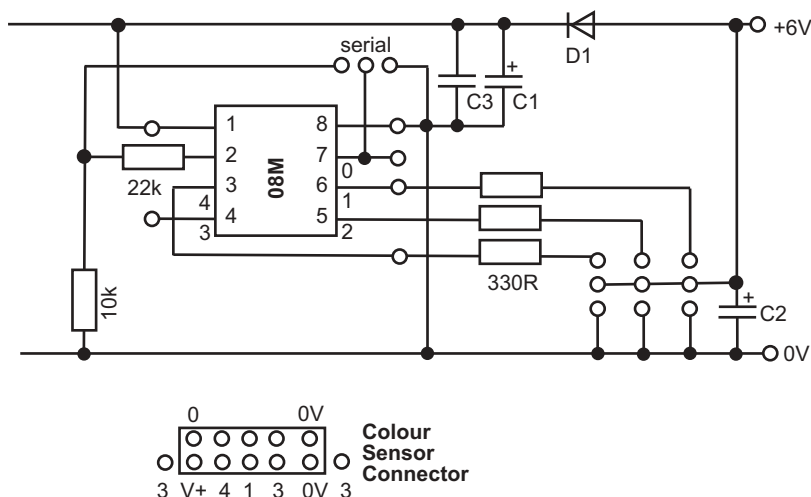 +6V
D1
serial
C3 C1
+
1 8
2 7
22k
08M
0
3 6
4 1
4 5
3 2
330R
10k
+
C2
0V
0 0V
Colour
Sensor
Connector
3 V+ 4 1 3 0V 3